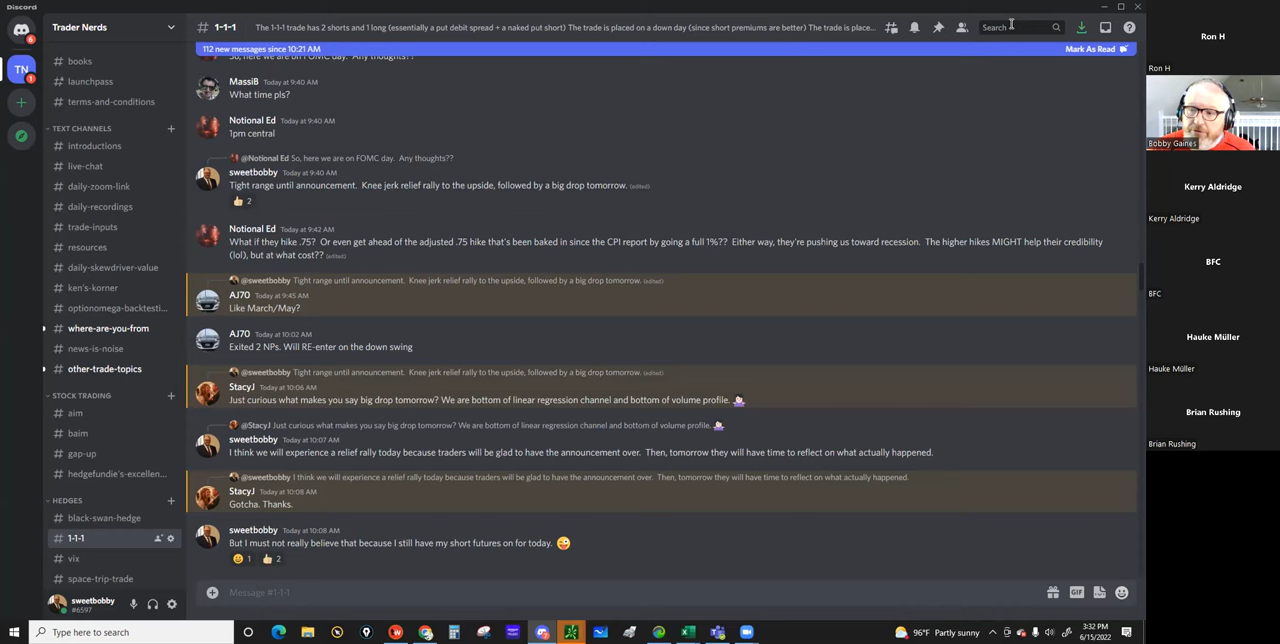 Discord
Trader Nerds
# 1-1-1
The 1-1-1 trade has 2 shorts and 1 long (essentially a put debit spread + a naked put short) The trade is placed on a down day (since short premiums are better) The trade is place...
Search
112 new messages since 10:21 AM
Mark As Read
6
TN
1
# books
# launchpass
# terms-and-conditions
TEXT CHANNELS
# introductions
# live-chat
# daily-zoom-link
# daily-recordings
# trade-inputs
# resources
# daily-skewdriver-value
# ken's-korner
# optionomega-backtesti...
# where-are-you-from
# news-is-noise
# other-trade-topics
STOCK TRADING
# aim
# baim
# gap-up
# hedgefundie's-excellen...
HEDGES
# black-swan-hedge
# 1-1-1
# vix
# space-trip-trade
sweetbobby
#6597
So, here we are on FOMC day. Any thoughts??
MassiB Today at 9:40 AM
What time pls?
Notional Ed Today at 9:40 AM
1pm central
@Notional Ed So, here we are on FOMC day. Any thoughts??
sweetbobby Today at 9:40 AM
Tight range until announcement. Knee jerk relief rally to the upside, followed by a big drop tomorrow. (edited)
2
Notional Ed Today at 9:42 AM
What if they hike .75? Or even get ahead of the adjusted .75 hike that's been baked in since the CPI report by going a full 1%?? Either way, they're pushing us toward recession. The higher hikes MIGHT help their credibility
(lol), but at what cost?? (edited)
@sweetbobby Tight range until announcement. Knee jerk relief rally to the upside, followed by a big drop tomorrow. (edited)
AJ70 Today at 9:45 AM
Like March/May?
AJ70 Today at 10:02 AM
Exited 2 NPs. Will RE-enter on the down swing
@sweetbobby Tight range until announcement. Knee jerk relief rally to the upside, followed by a big drop tomorrow. (edited)
StacyJ Today at 10:06 AM
Just curious what makes you say big drop tomorrow? We are bottom of linear regression channel and bottom of volume profile.
@StacyJ Just curious what makes you say big drop tomorrow? We are bottom of linear regression channel and bottom of volume profile.
sweetbobby Today at 10:07 AM
I think we will experience a relief rally today because traders will be glad to have the announcement over. Then, tomorrow they will have time to reflect on what actually happened.
@sweetbobby I think we will experience a relief rally today because traders will be glad to have the announcement over. Then, tomorrow they will have time to reflect on what actually happened.
StacyJ Today at 10:08 AM
Gotcha. Thanks.
sweetbobby Today at 10:08 AM
But I must not really believe that because I still have my short futures on for today.
1 2
Message #1-1-1
GIF
Ron H
Ron H
Bobby Gaines
Kerry Aldridge
Kerry Aldridge
BFC
BFC
Hauke Müller
Hauke Müller
Brian Rushing
Brian Rushing
Type here to search
96°F Partly sunny
3:32 PM
6/15/2022